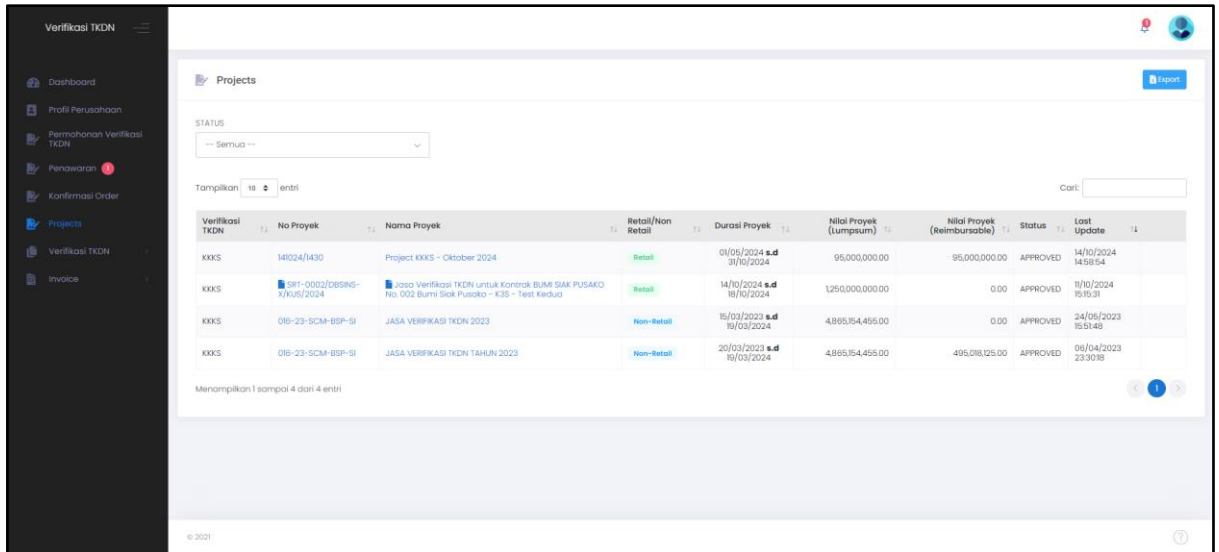 Verifikasi TKDN
1
Dashboard
Profil Perusahaan
Permohonan Verifikasi
TKDN
Penawaran 1
Konfirmasi Order
Projects
Verifikasi TKDN
Invoice
Projects
Export
STATUS
-- Semua --
Tampilkan 10 entri
Cari:
Verifikasi
TKDN
No Proyek
Nama Proyek
Retail/Non
Retail
Durasi Proyek
Nilai Proyek
(Lumpsum)
Nilai Proyek
(Reimbursable)
Status
Last
Update
KKKS
141024/1430
Project KKKS - Oktober 2024
Retail
01/05/2024 s.d
31/10/2024
95,000,000.00
95,000,000.00
APPROVED
14/10/2024
14:58:54
KKKS
SRT-0002/DBSINS-
X/KUS/2024
Jasa Verifikasi TKDN untuk Kontrak BUMI SIAK PUSAKO
No. 002 Bumi Siak Pusako - K3S - Test Kedua
Retail
14/10/2024 s.d
18/10/2024
1,250,000,000.00
0.00
APPROVED
11/10/2024
15:15:31
KKKS
016-23-SCM-BSP-SI
JASA VERIFIKASI TKDN 2023
Non-Retail
15/03/2023 s.d
19/03/2024
4,865,154,455.00
0.00
APPROVED
24/05/2023
15:51:48
KKKS
016-23-SCM-BSP-SI
JASA VERIFIKASI TKDN TAHUN 2023
Non-Retail
20/03/2023 s.d
19/03/2024
4,865,154,455.00
495,018,125.00
APPROVED
06/04/2023
23:30:18
Menampilkan 1 sampai 4 dari 4 entri
< 1 >
© 2021
?